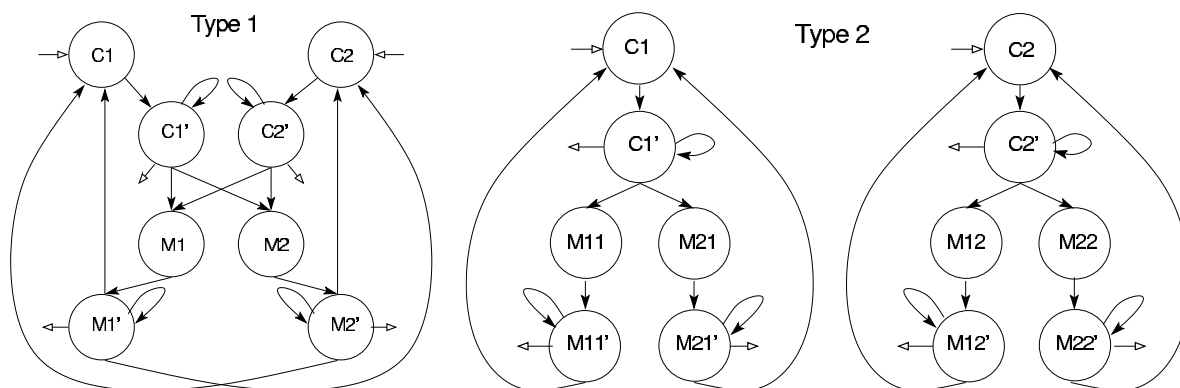 Type 1
C1
C2
C1'
C2'
M1
M2
M1'
M2'
Type 2
C1
C1'
M11
M21
M11'
M21'
C2
C2'
M12
M22
M12'
M22'